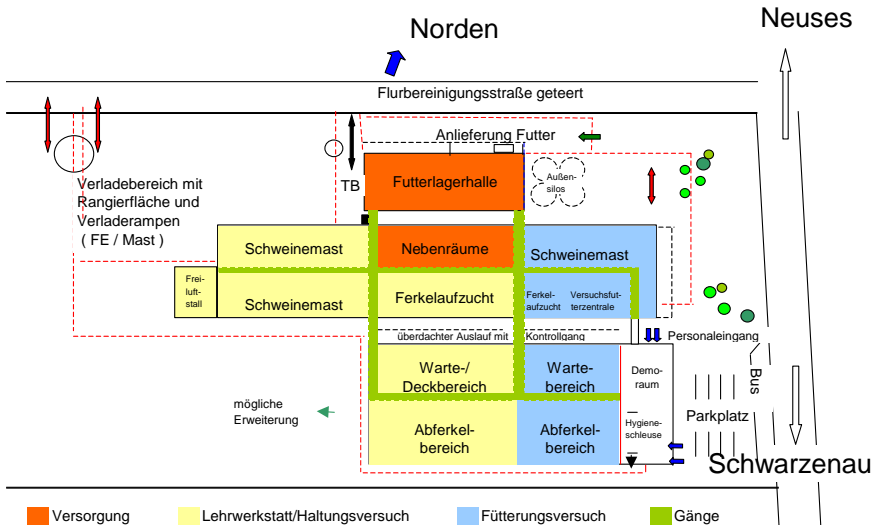 Neuses
Norden
Flurbereinigungsstraße geteert
Anlieferung Futter
Verladebereich mit
Rangierfläche und
Verladerampen
( FE / Mast )
TB
Futterlagerhalle
Außen-
silos
Schweinemast
Nebenräume
Schweinemast
Frei-
luft-
stall
Schweinemast
Ferkelaufzucht
Ferkel-
aufzucht
Versuchsfut-
terzentrale
überdachter Auslauf mit Kontrollgang
Personaleingang
Warte-/
Deckbereich
Warte-
bereich
Demo-
raum
Bus
mögliche
Erweiterung
Parkplatz
Abferkel-
bereich
Abferkel-
bereich
Hygiene-
schleuse
Schwarzenau
Versorgung
Lehrwerkstatt/Haltungsversuch
Fütterungsversuch
Gänge